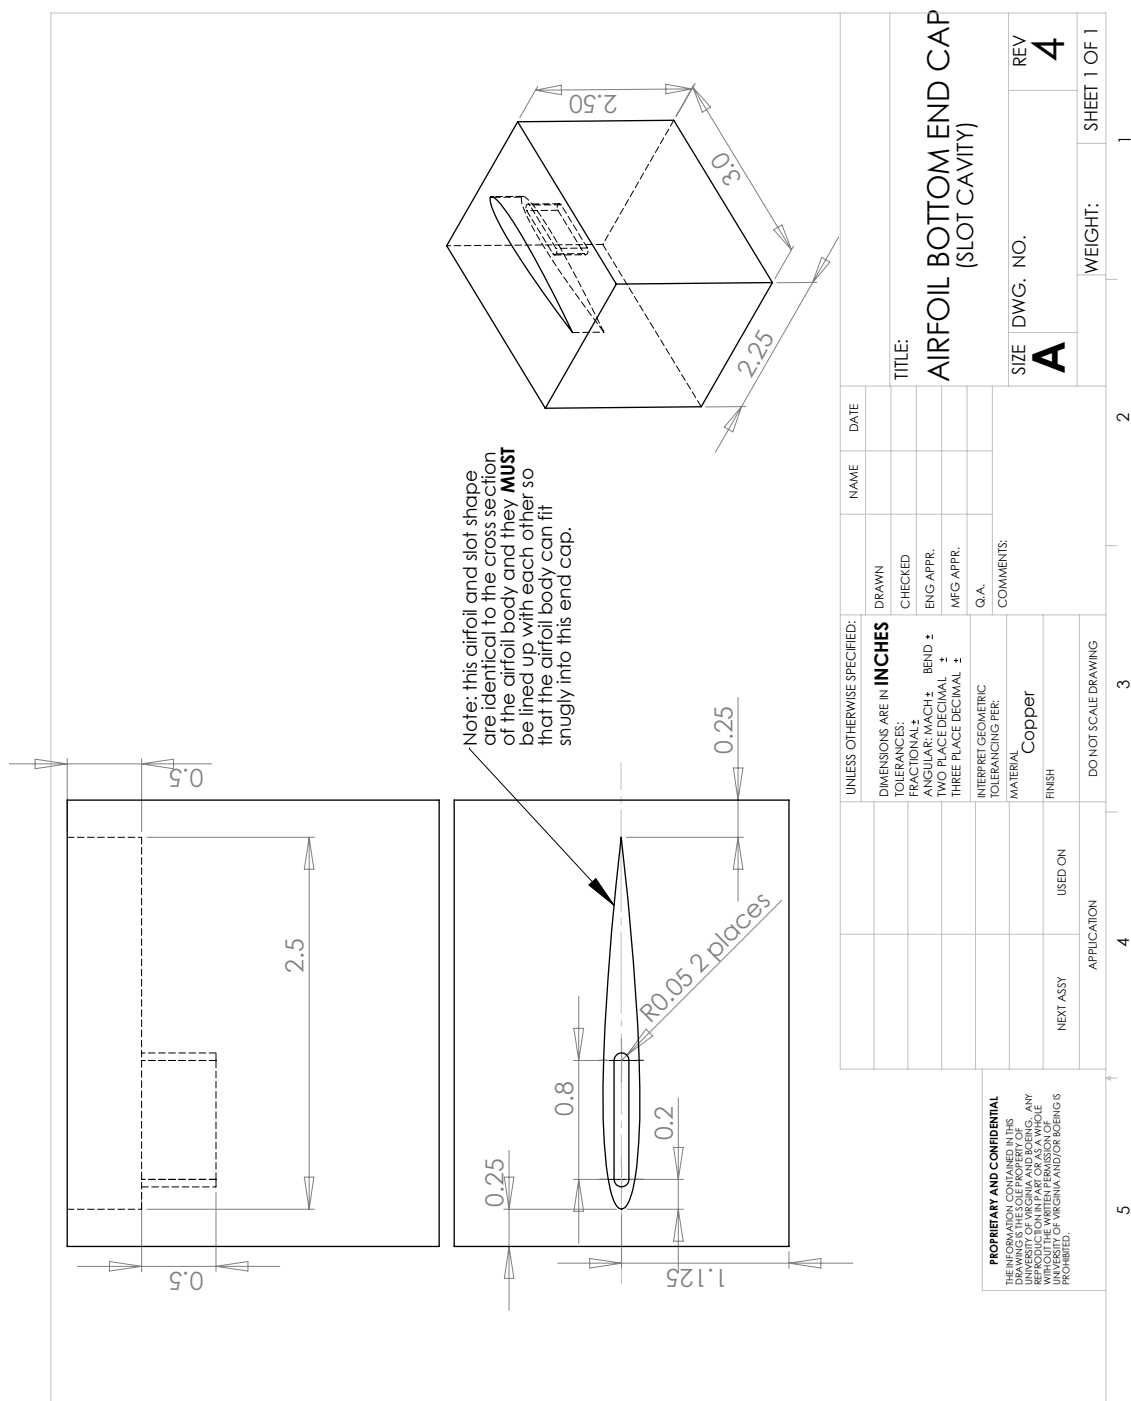 0.5
2.5
0.5
2.50
3.0
2.25
Note: this airfoil and slot shape
are identical to the cross section
of the airfoil body and they MUST
be lined up with each other so
that the airfoil body can fit
snugly into this end cap.
0.25
0.8
0.2
R0.05 2 places
0.25
1.125
PROPRIETARY AND CONFIDENTIAL
THE INFORMATION CONTAINED IN THIS
DRAWING IS THE SOLE PROPERTY OF
UNIVERSITY OF VIRGINIA AND BOEING. ANY
REPRODUCTION IN PART OR AS A WHOLE
WITHOUT THE WRITTEN PERMISSION OF
UNIVERSITY OF VIRGINIA AND/OR BOEING IS
PROHIBITED.
NEXT ASSY
USED ON
APPLICATION
UNLESS OTHERWISE SPECIFIED:
DIMENSIONS ARE IN INCHES
TOLERANCES:
FRACTIONAL ±
ANGULAR: MACH ± BEND ±
TWO PLACE DECIMAL ±
THREE PLACE DECIMAL ±
INTERPRET GEOMETRIC
TOLERANCING PER:
MATERIAL
Copper
FINISH
DO NOT SCALE DRAWING
NAME
DATE
DRAWN
CHECKED
ENG APPR.
MFG APPR.
Q.A.
COMMENTS:
TITLE:
AIRFOIL BOTTOM END CAP
(SLOT CAVITY)
SIZE
A
DWG. NO.
REV
4
WEIGHT:
SHEET 1 OF 1
5
4
3
2
1